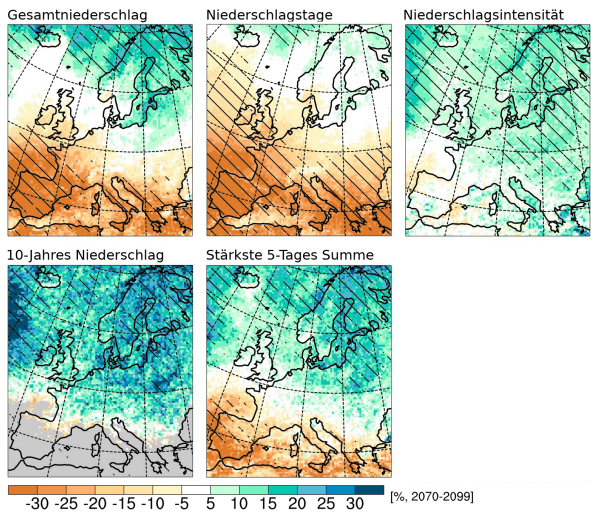 Gesamtniederschlag
Niederschlagstage
Niederschlagsintensität
10-Jahres Niederschlag
Stärkste 5-Tages Summe
-30 -25 -20 -15 -10 -5 5 10 15 20 25 30 [%, 2070-2099]